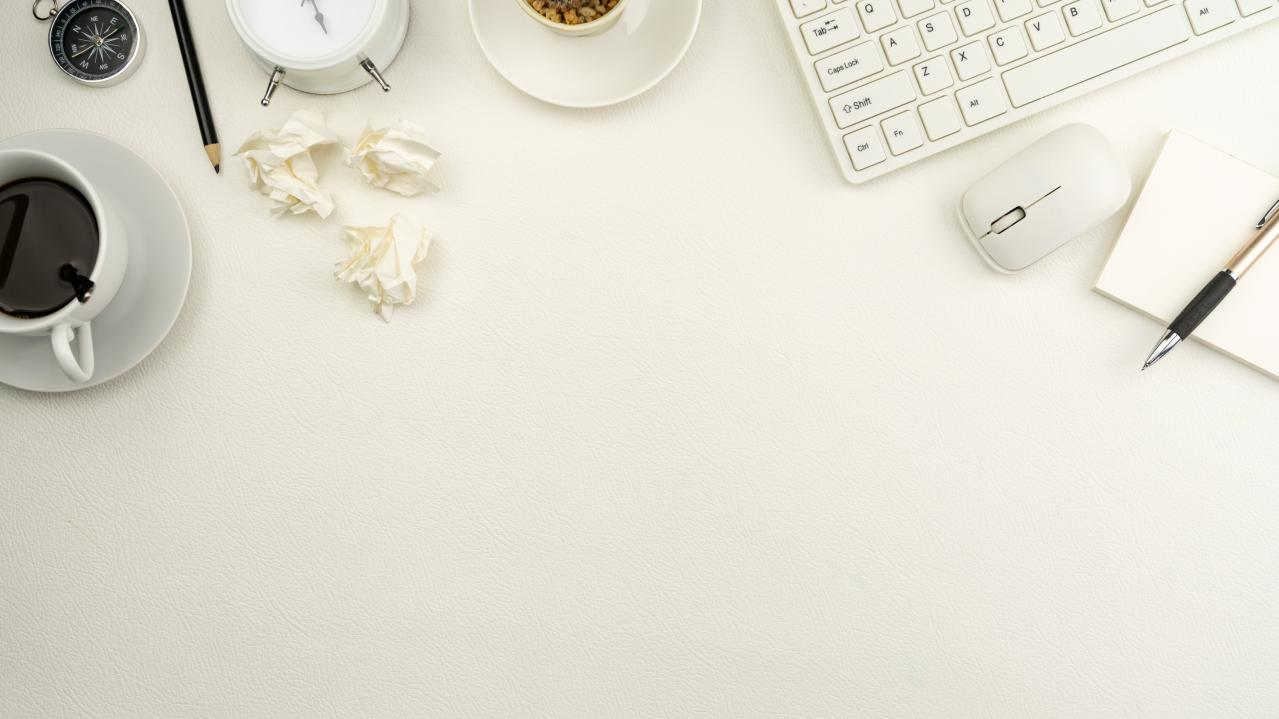 N E S W
Q
Tab
A S D
Caps Lock
Z X C V B
Shift
Alt
Ctrl Fn Alt